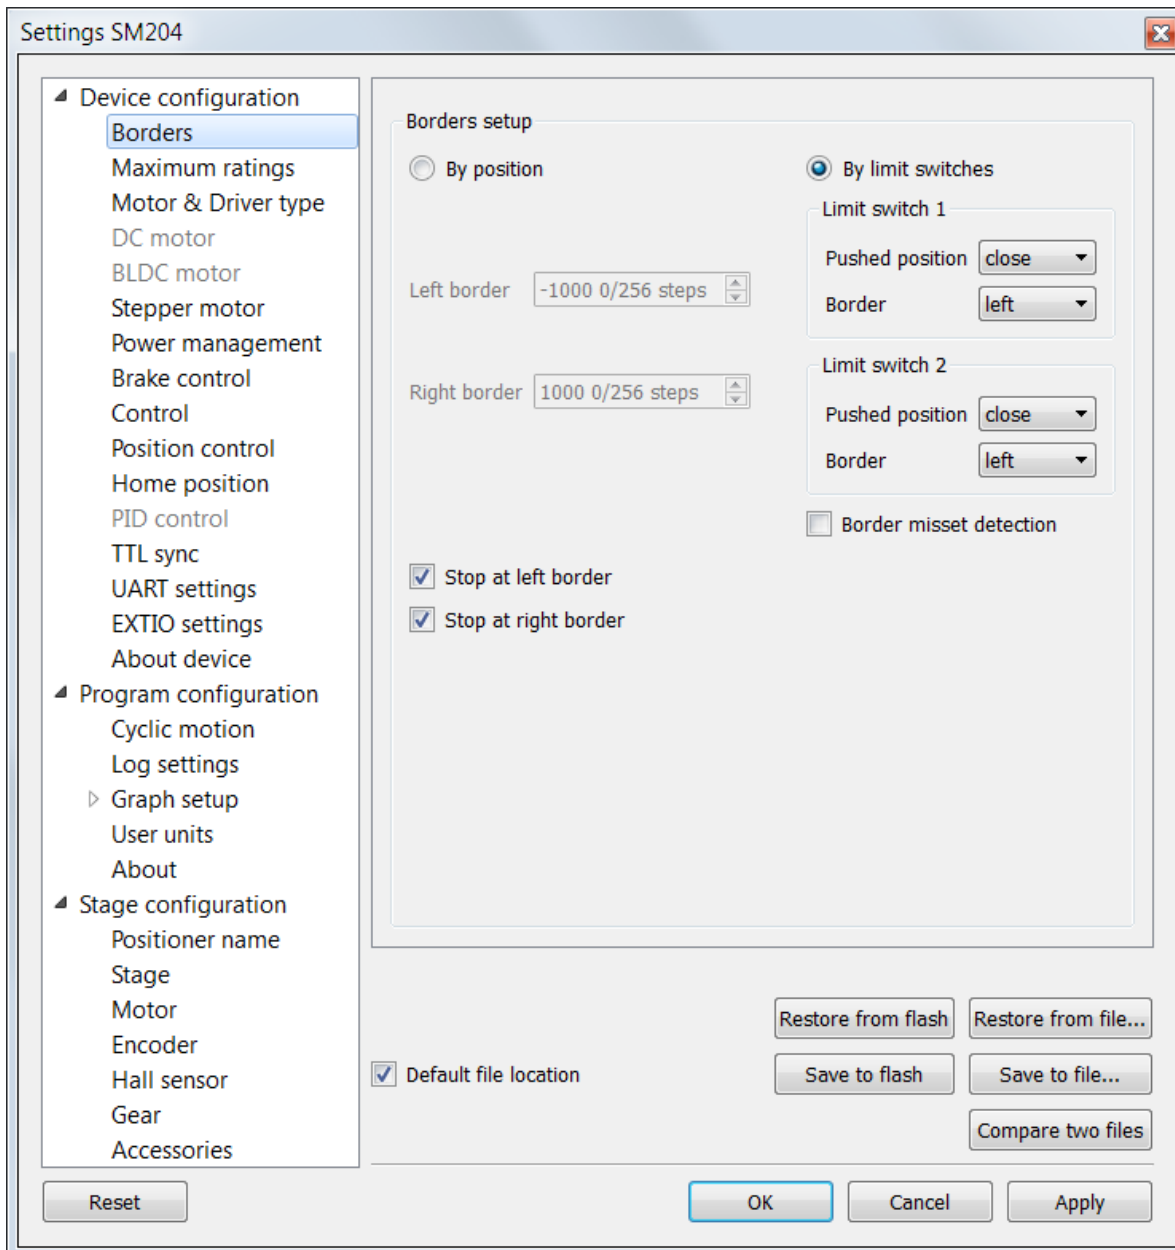 Settings SM204
Device configuration
Borders
Maximum ratings
Motor & Driver type
DC motor
BLDC motor
Stepper motor
Power management
Brake control
Control
Position control
Home position
PID control
TTL sync
UART settings
EXTIO settings
About device
Program configuration
Cyclic motion
Log settings
Graph setup
User units
About
Stage configuration
Positioner name
Stage
Motor
Encoder
Hall sensor
Gear
Accessories
Borders setup
By position
Left border -1000 0/256 steps
Right border 1000 0/256 steps
By limit switches
Limit switch 1
Pushed position close
Border left
Limit switch 2
Pushed position close
Border left
Border misset detection
Stop at left border
Stop at right border
Restore from flash Restore from file...
Default file location Save to flash Save to file...
Compare two files
Reset OK Cancel Apply